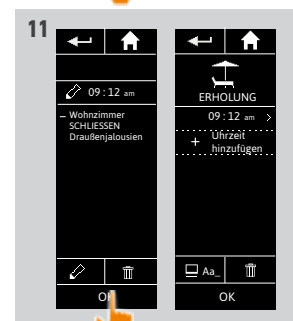 11
09 : 12 am
– Wohnzimmer
SCHLIESSEN
Draußenjalousien
OK
ERHOLUNG
09 : 12 am >
+ Uhrzeit
hinzufügen
Aa_
OK